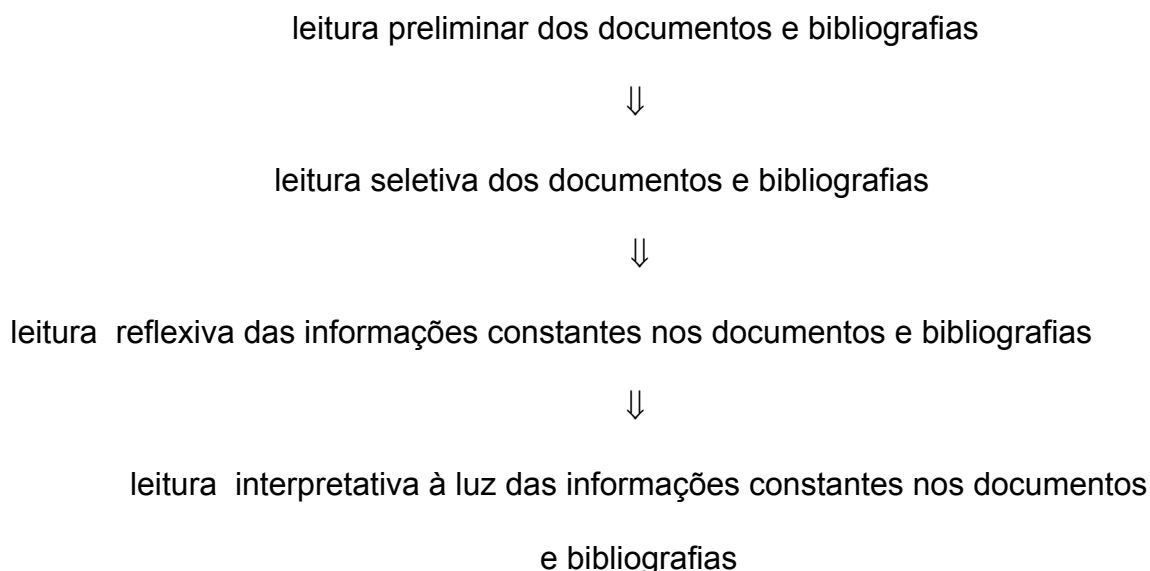 leitura preliminar dos documentos e bibliografias
⇓
leitura seletiva dos documentos e bibliografias
⇓
leitura  reflexiva das informações constantes nos documentos e bibliografias
⇓
leitura  interpretativa à luz das informações constantes nos documentos
e bibliografias